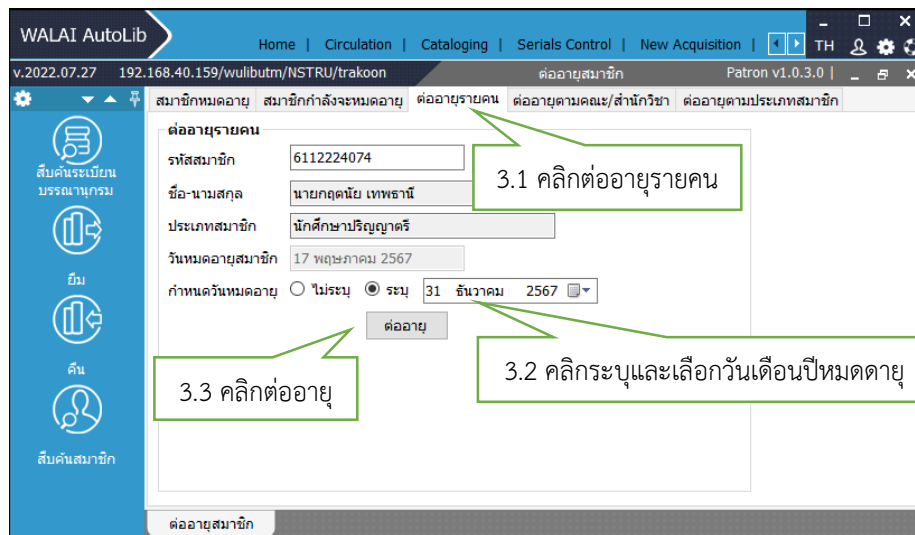 WALAI AutoLib
Home | Circulation | Cataloging | Serials Control | New Acquisition | TH
v.2022.07.27 192.168.40.159/wulibutm/NSTRU/trakoon ต่ออายุสมาชิก Patron v1.0.3.0 |
สมาชิกหมดอายุ สมาชิกกำลังจะหมดอายุ ต่ออายุรายคน ต่ออายุตามคณะ/สำนักวิชา ต่ออายุตามประเภทสมาชิก
สืบค้นระเบียน
บรรณานุกรม
ยืม
คืน
สืบค้นสมาชิก
ต่ออายุรายคน
รหัสสมาชิก 6112224074
ชื่อ-นามสกุล นายกฤตนัย เทพธานี
ประเภทสมาชิก นักศึกษาปริญญาตรี
วันหมดอายุสมาชิก 17 พฤษภาคม 2567
กำหนดวันหมดอายุ ไม่ระบุ ระบุ 31 ธันวาคม 2567
ต่ออายุ
3.1 คลิกต่ออายุรายคน
3.2 คลิกระบุและเลือกวันเดือนปีหมดดายุ
3.3 คลิกต่ออายุ
ต่ออายุสมาชิก